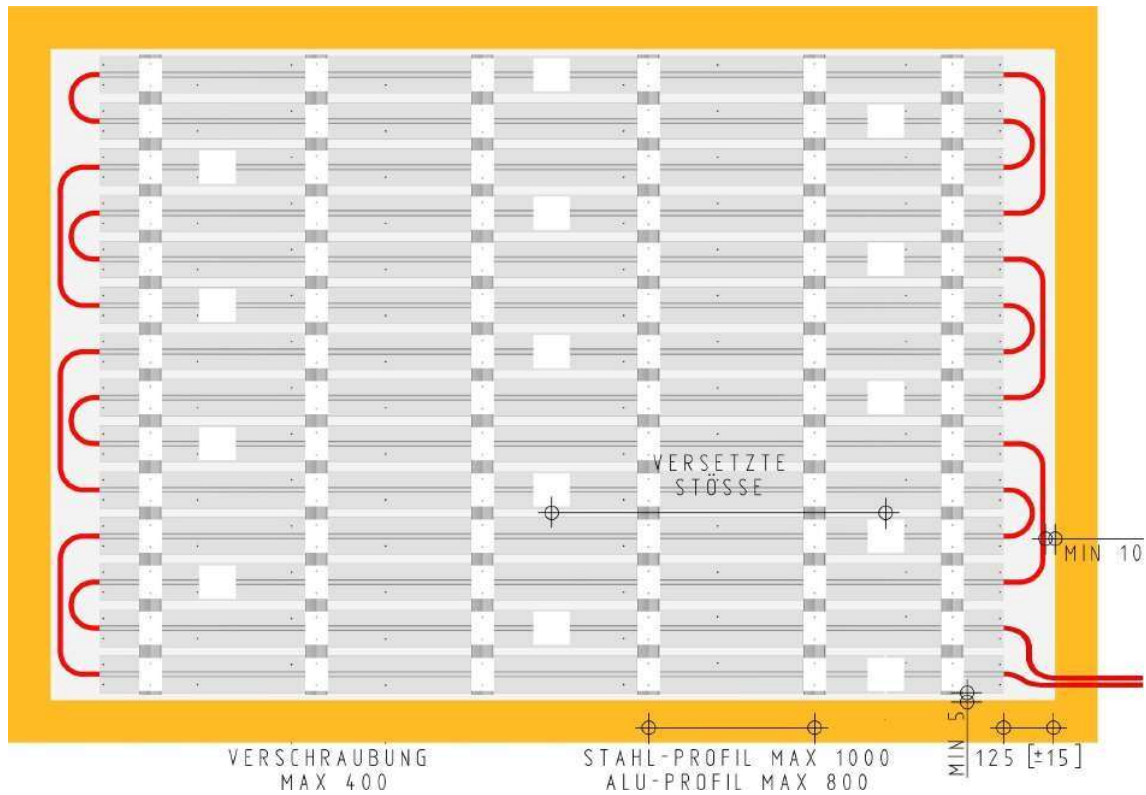 VERSETZTE
STÖSSE
MIN 10
MIN 5
125 [±15]
VERSCHRAUBUNG
MAX 400
STAHL-PROFIL MAX 1000
ALU-PROFIL MAX 800